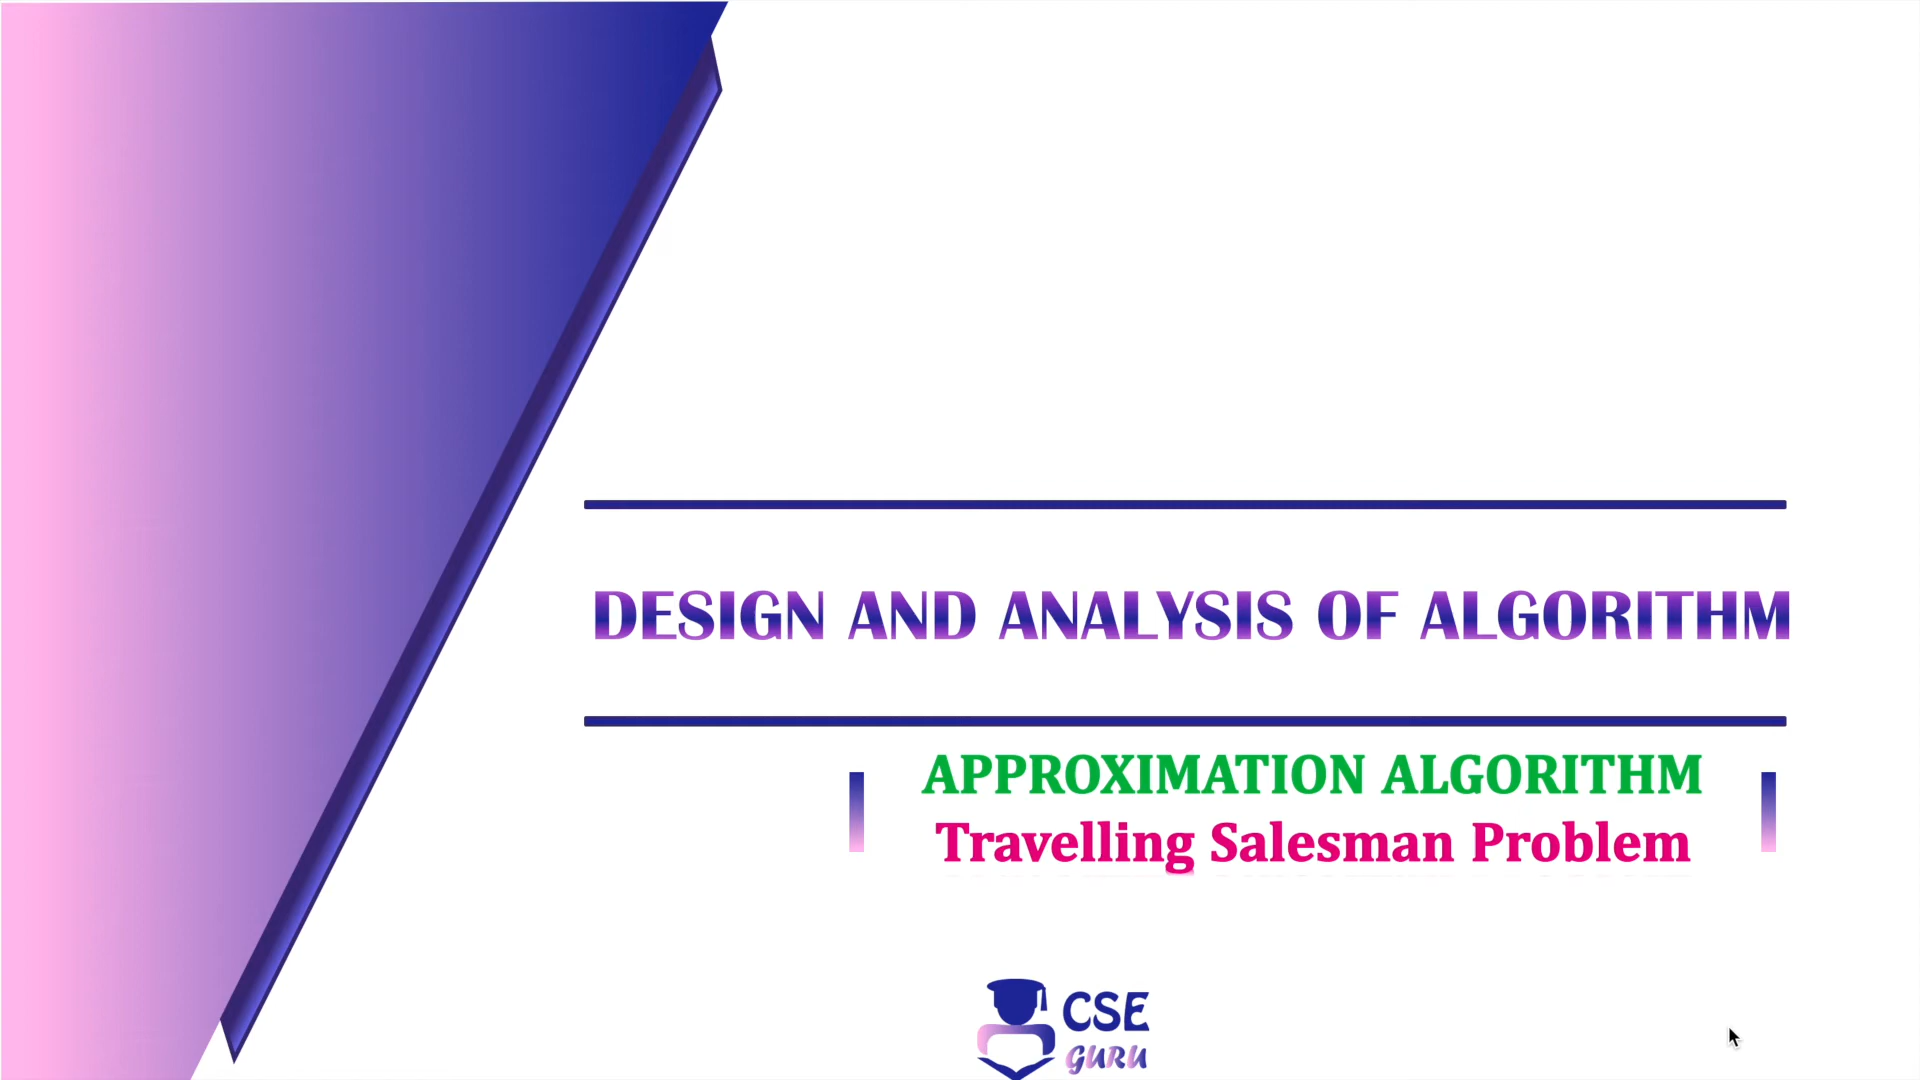 DESIGN AND ANALYSIS OF ALGORITHM
APPROXIMATION ALGORITHM
Travelling Salesman Problem
CSE
GURU